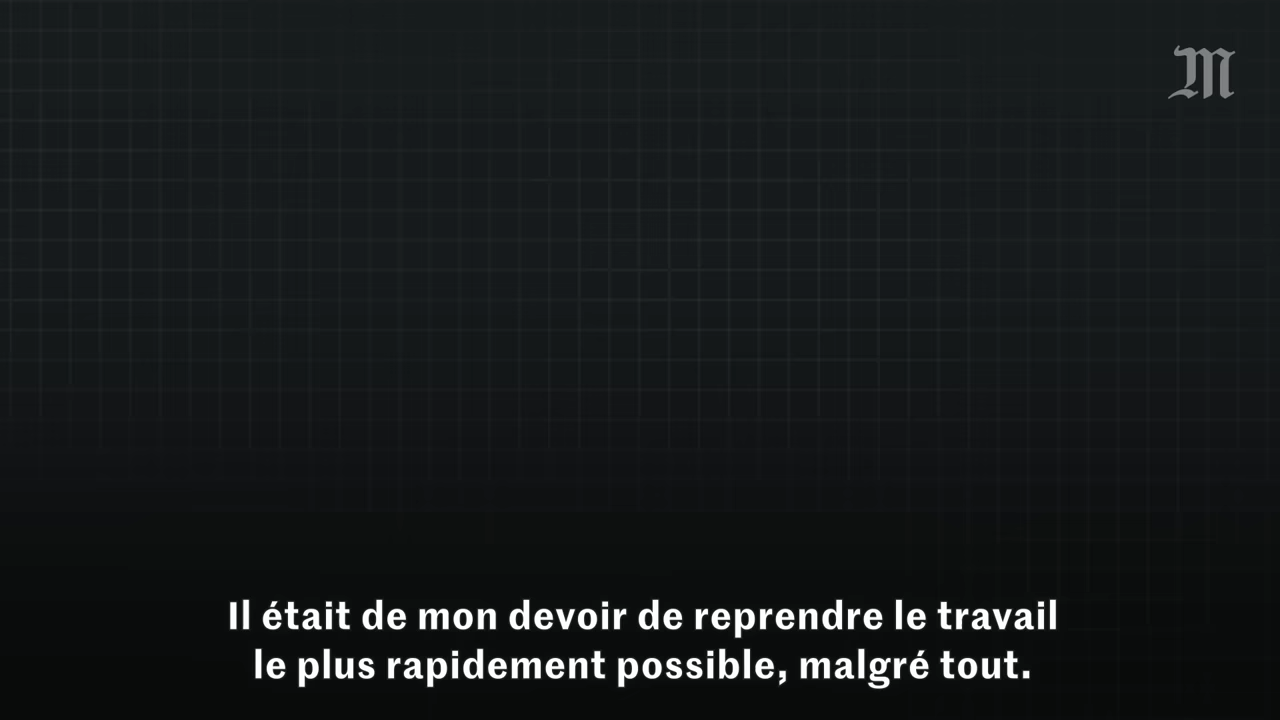 M
Il était de mon devoir de reprendre le travail
le plus rapidement possible, malgré tout.